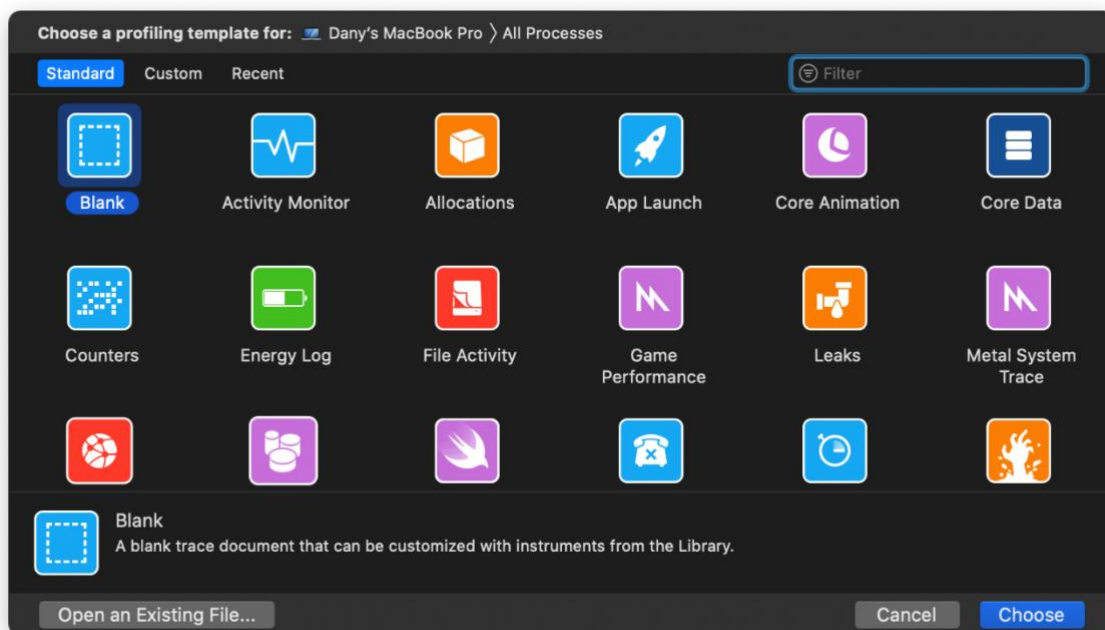 Choose a profiling template for: Dany's MacBook Pro 〉 All Processes
Standard Custom Recent Filter
Blank Activity Monitor Allocations App Launch Core Animation Core Data
Counters Energy Log File Activity Game Performance Leaks Metal System Trace
Blank
A blank trace document that can be customized with instruments from the Library.
Open an Existing File... Cancel Choose